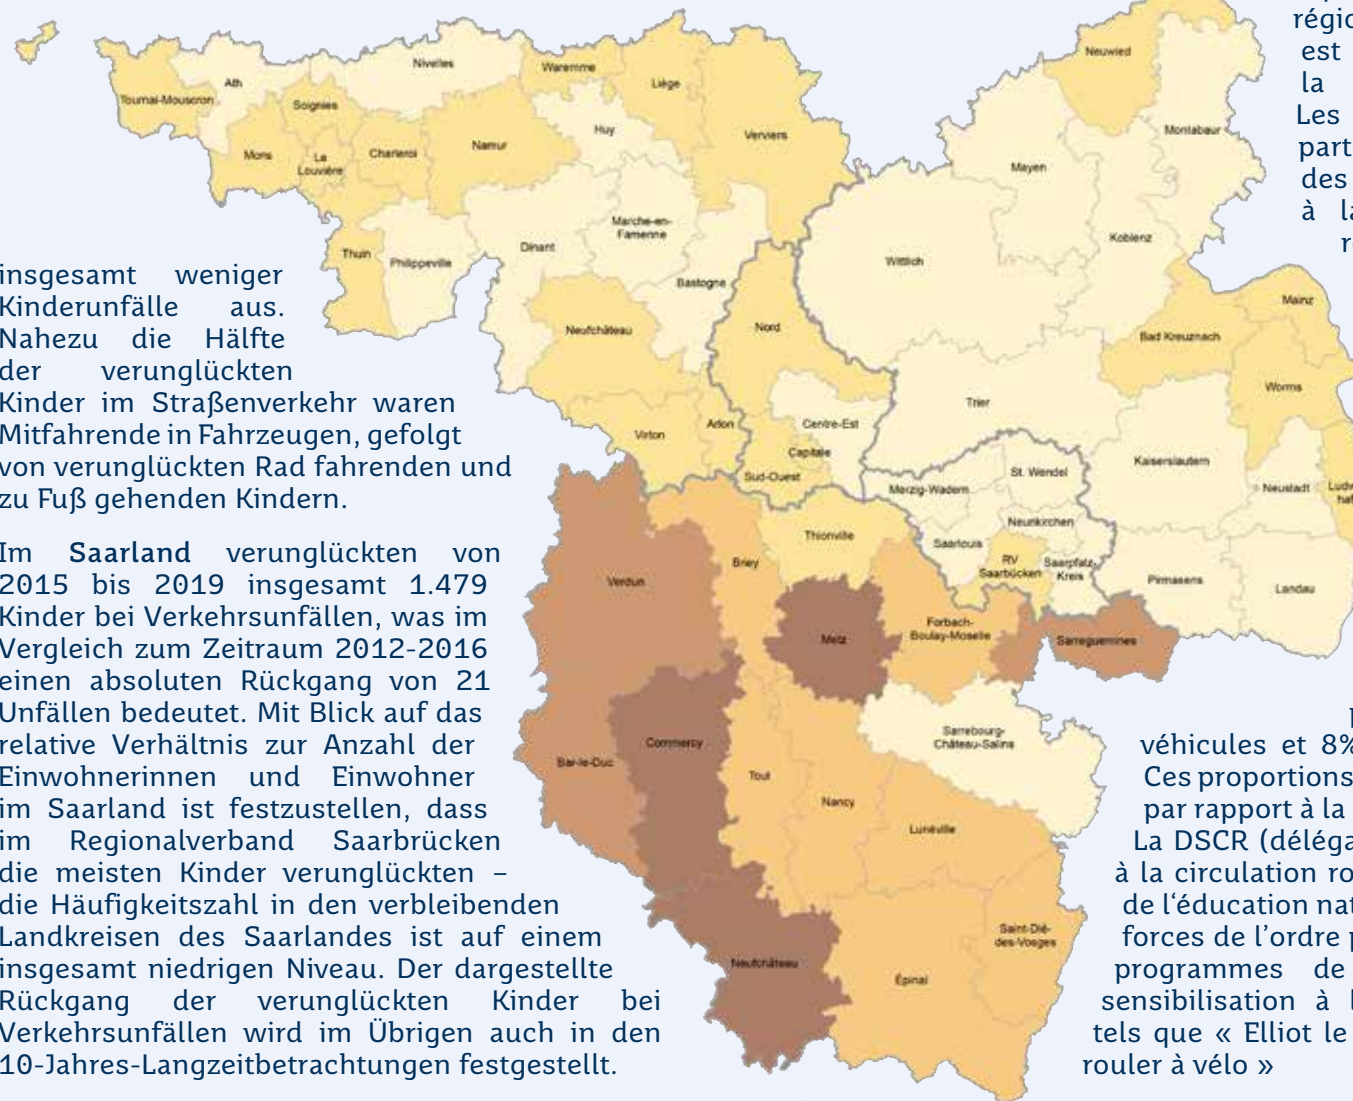 insgesamt weniger
Kinderunfälle aus.
Nahezu die Hälfte
der verunglückten
Kinder im Straßenverkehr waren
Mitfahrende in Fahrzeugen, gefolgt
von verunglückten Rad fahrenden und
zu Fuß gehenden Kindern.
Im Saarland verunglückten von
2015 bis 2019 insgesamt 1.479
Kinder bei Verkehrsunfällen, was im
Vergleich zum Zeitraum 2012-2016
einen absoluten Rückgang von 21
Unfällen bedeutet. Mit Blick auf das
relative Verhältnis zur Anzahl der
Einwohnerinnen und Einwohner
im Saarland ist festzustellen, dass
im Regionalverband Saarbrücken
die meisten Kinder verunglückten –
die Häufigkeitszahl in den verbleibenden
Landkreisen des Saarlandes ist auf einem
insgesamt niedrigen Niveau. Der dargestellte
Rückgang der verunglückten Kinder bei
Verkehrsunfällen wird im Übrigen auch in den
10-Jahres-Langzeitbetrachtungen festgestellt.
Tournai-Mouscron
Ath
Nivelles
Waremme
Liège
Verviers
Soignies
Mons
La
Louvière
Charleroi
Namur
Huy
Thuin
Philippeville
Dinant
Marche-en-
Famenne
Bastogne
Neufchâteau
Virton
Arlon
Nord
Centre-Est
Capitale
Sud-Ouest
Neuwied
Montabaur
Mayen
Koblenz
Wittlich
Mainz
Bad Kreuznach
Worms
Trier
Kaiserslautern
Neustadt
Ludw
haf
Pirmasens
Landau
Merzig-Wadern
St. Wendel
Neunkirchen
Saarlouis
RV
Saarbücken
Saarpfalz-
Kreis
Thionville
Briey
Verdun
Metz
Forbach-
Boulay-Moselle
Sarreguemines
Commercy
Bar-le-Duc
Toul
Nancy
Sarrebourg-
Château-Salins
Lunéville
Neufchâteau
Épinal
Saint-Dié-
des-Vosges
régio
est
la
Les
part
des
à la
véhicules et 8%
Ces proportions
par rapport à la
La DSCR (déléga
à la circulation ro
de l‘éducation nat
forces de l’ordre p
programmes de
sensibilisation à l
tels que « Elliot le
rouler à vélo »